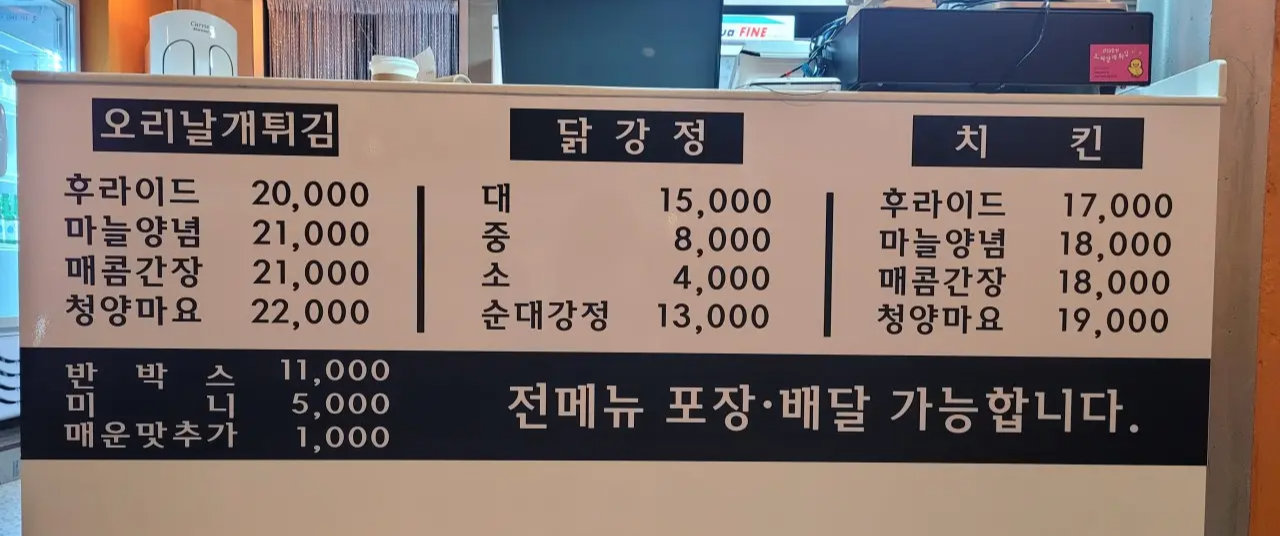 오리날개튀김
후라이드 20,000
마늘양념 21,000
매콤간장 21,000
청양마요 22,000
반 박 스 11,000
미 니 5,000
매운맛추가 1,000
닭 강 정
대 15,000
중 8,000
소 4,000
순대강정 13,000
치 킨
후라이드 17,000
마늘양념 18,000
매콤간장 18,000
청양마요 19,000
전메뉴 포장·배달 가능합니다.
FINE